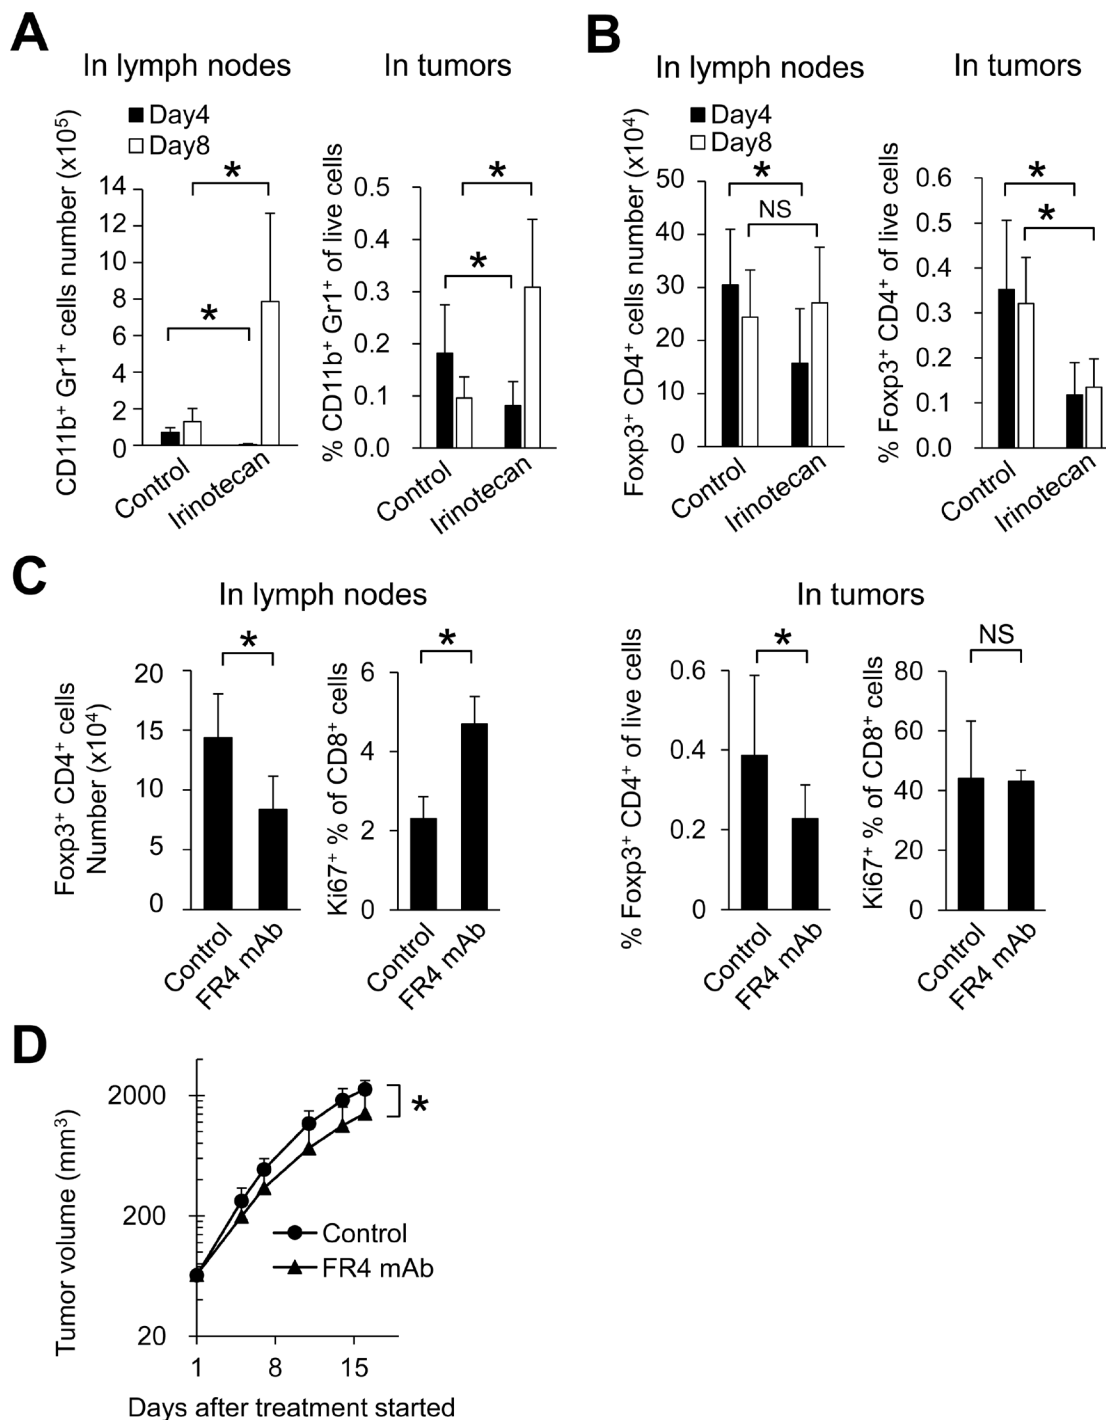 A
In lymph nodes
In tumors
Day4
Day8
CD11b⁺ Gr1⁺ cells number (x10⁵)
14
12
10
8
6
4
2
0
*
*
Control
Irinotecan
% CD11b⁺ Gr1⁺ of live cells
0.5
0.4
0.3
0.2
0.1
0.0
*
*
Control
Irinotecan
B
In lymph nodes
In tumors
Day4
Day8
Foxp3⁺ CD4⁺ cells number (x10⁴)
50
40
30
20
10
0
*
NS
Control
Irinotecan
% Foxp3⁺ CD4⁺ of live cells
0.6
0.5
0.4
0.3
0.2
0.1
0.0
*
*
Control
Irinotecan
C
In lymph nodes
Foxp3⁺ CD4⁺ cells
Number (x10⁴)
20
15
10
5
0
*
Control
FR4 mAb
Ki67⁺ % of CD8⁺ cells
6
4
2
0
*
Control
FR4 mAb
In tumors
% Foxp3⁺ CD4⁺ of live cells
0.6
0.4
0.2
0
*
Control
FR4 mAb
Ki67⁺ % of CD8⁺ cells
80
60
40
20
0
NS
Control
FR4 mAb
D
Tumor volume (mm³)
2000
200
20
*
Control
FR4 mAb
1
8
15
Days after treatment started